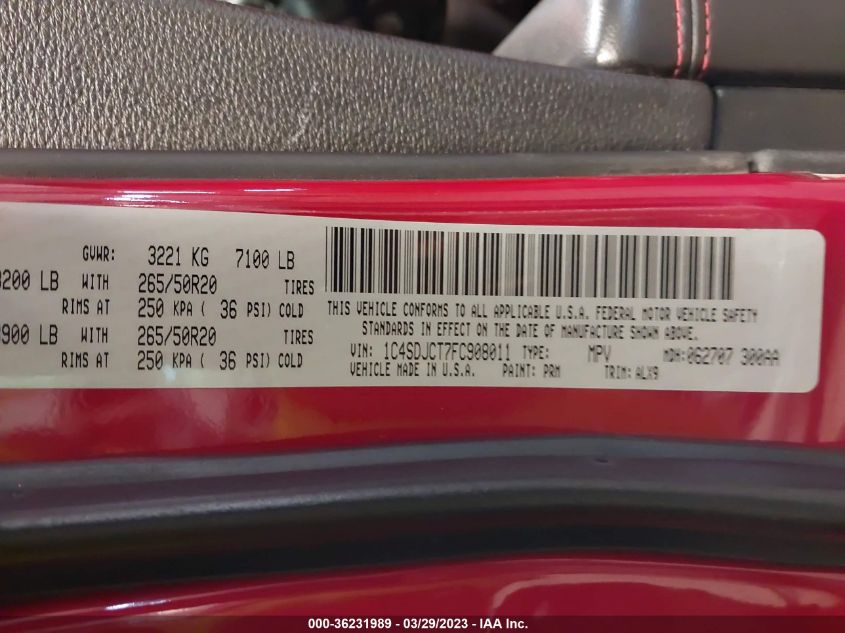 GVWR: 3221 KG 7100 LB
200 LB WITH 265/50R20 TIRES
RIMS AT 250 KPA ( 36 PSI) COLD
900 LB WITH 265/50R20 TIRES
RIMS AT 250 KPA ( 36 PSI) COLD
THIS VEHICLE CONFORMS TO ALL APPLICABLE U.S.A. FEDERAL MOTOR VEHICLE SAFETY
STANDARDS IN EFFECT ON THE DATE OF MANUFACTURE SHOWN ABOVE.
VIN: 1C4SDJCT7FC908011 TYPE: MPV MDH: 062707 300AA
VEHICLE MADE IN U.S.A. PAINT: PRM TRIM: ALX9
000-36231989 - 03/29/2023 - IAA Inc.